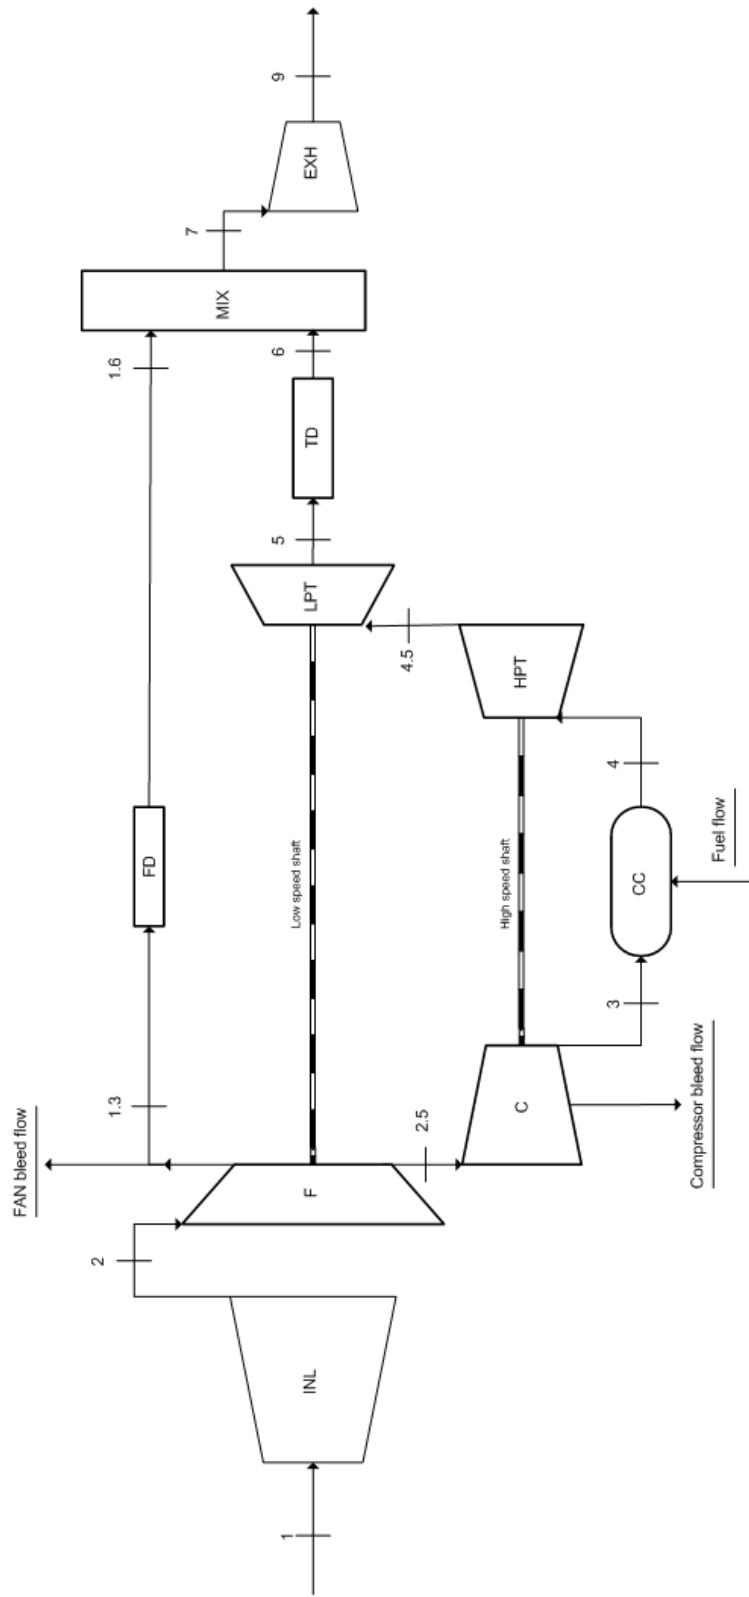 1
INL
2
F
FAN bleed flow
1.3
2.5
C
Compressor bleed flow
3
CC
Fuel flow
4
High speed shaft
HPT
4.5
Low speed shaft
LPT
5
TD
6
FD
1.6
MIX
7
EXH
9